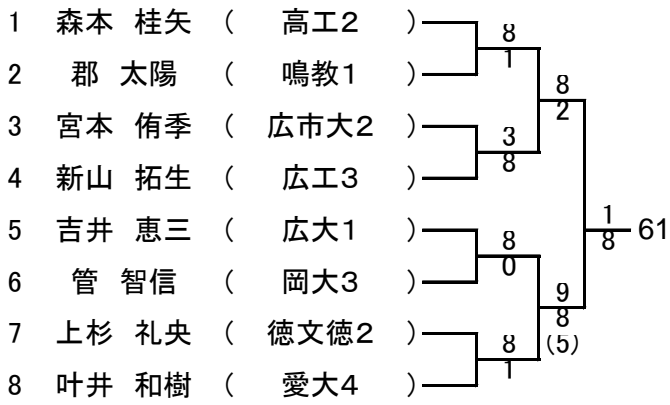 1 森本 桂矢 ( 高工2 )
8
1
2 郡 太陽 ( 鳴教1 )
8
2
3 宮本 侑季 ( 広市大2 )
3
8
4 新山 拓生 ( 広工3 )
1
8
61
5 吉井 恵三 ( 広大1 )
8
0
6 管 智信 ( 岡大3 )
9
8
(5)
7 上杉 礼央 ( 徳文徳2 )
8
1
8 叶井 和樹 ( 愛大4 )